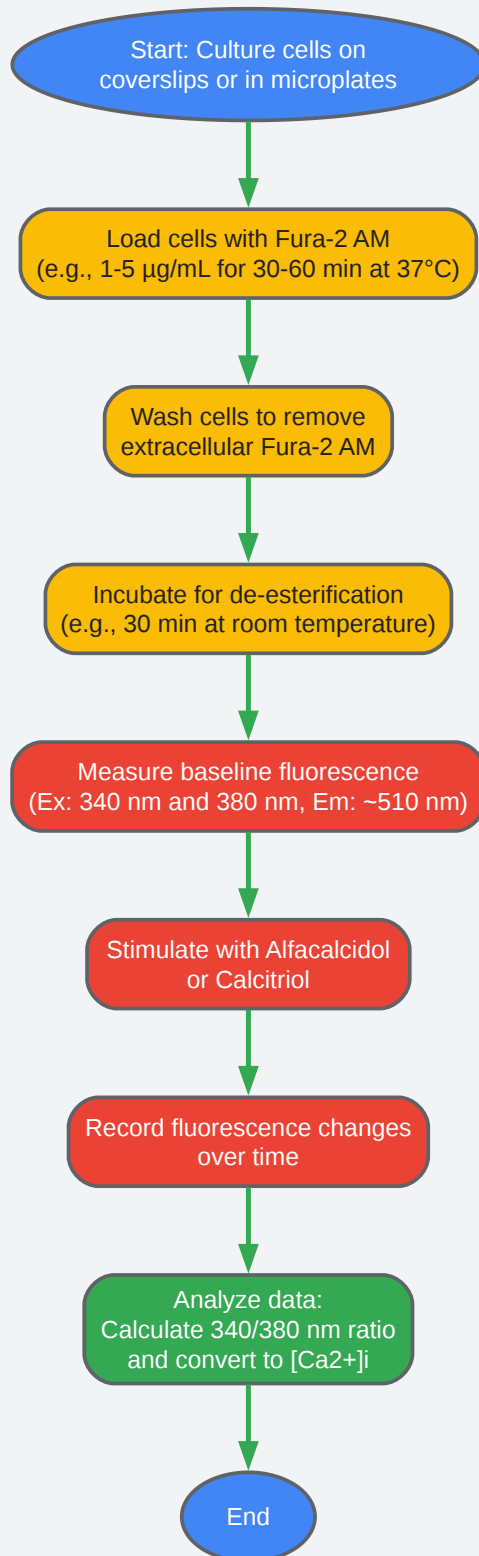 Start: Culture cells on
coverslips or in microplates
Load cells with Fura-2 AM
(e.g., 1-5 µg/mL for 30-60 min at 37°C)
Wash cells to remove
extracellular Fura-2 AM
Incubate for de-esterification
(e.g., 30 min at room temperature)
Measure baseline fluorescence
(Ex: 340 nm and 380 nm, Em: ~510 nm)
Stimulate with Alfacalcidol
or Calcitriol
Record fluorescence changes
over time
Analyze data:
Calculate 340/380 nm ratio
and convert to [Ca2+]i
End